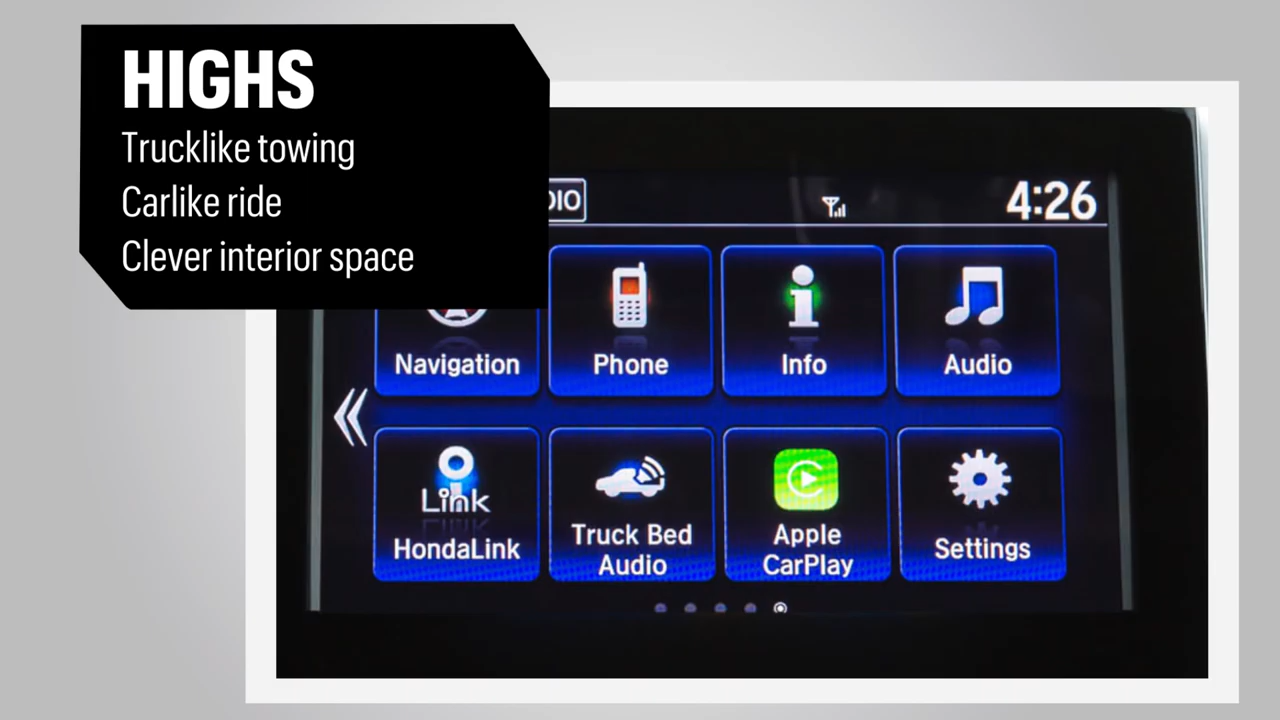 HIGHS
Trucklike towing
Carlike ride
Clever interior space
4:26
Navigation
Phone
Info
Audio
Link
HondaLink
Truck Bed
Audio
Apple
CarPlay
Settings